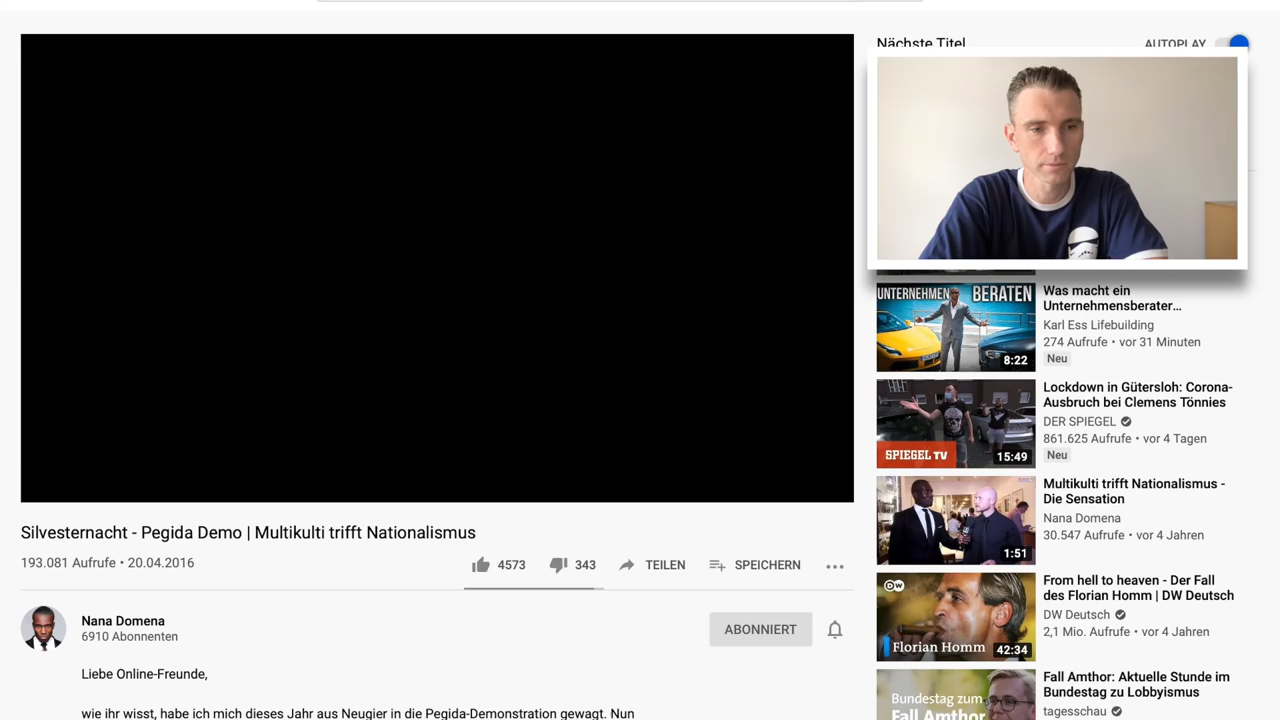 Nächste Titel
AUTOPLAY
UNTERNEHMEN BERATEN
8:22
Was macht ein
Unternehmensberater...
Karl Ess Lifebuilding
274 Aufrufe • vor 31 Minuten
Neu
SPIEGEL TV
15:49
Lockdown in Gütersloh: Corona-
Ausbruch bei Clemens Tönnies
DER SPIEGEL
861.625 Aufrufe • vor 4 Tagen
Neu
1:51
Multikulti trifft Nationalismus -
Die Sensation
Nana Domena
30.547 Aufrufe • vor 4 Jahren
DW
Florian Homm
42:34
From hell to heaven - Der Fall
des Florian Homm | DW Deutsch
DW Deutsch
2,1 Mio. Aufrufe • vor 4 Jahren
Bundestag zum
Fall Amthor
Fall Amthor: Aktuelle Stunde im
Bundestag zu Lobbyismus
tagesschau
Silvesternacht - Pegida Demo | Multikulti trifft Nationalismus
193.081 Aufrufe • 20.04.2016
4573
343
TEILEN
SPEICHERN
Nana Domena
6910 Abonnenten
ABONNIERT
Liebe Online-Freunde,
wie ihr wisst, habe ich mich dieses Jahr aus Neugier in die Pegida-Demonstration gewagt. Nun